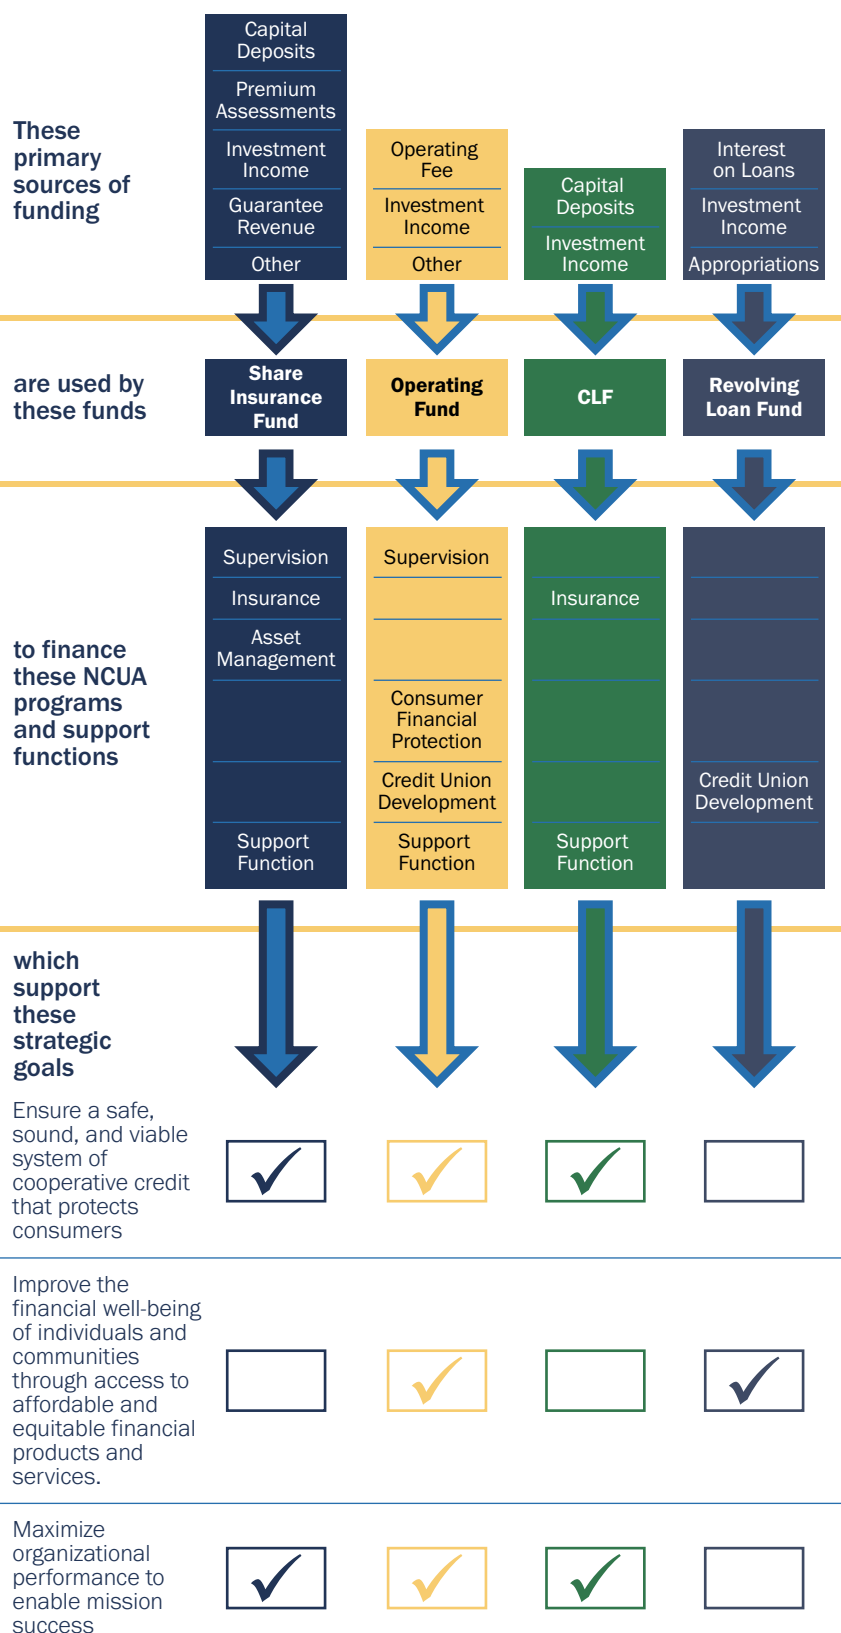 These
primary
sources of
funding
Capital
Deposits
Premium
Assessments
Investment
Income
Guarantee
Revenue
Other
Operating
Fee
Investment
Income
Other
Capital
Deposits
Investment
Income
Interest
on Loans
Investment
Income
Appropriations
are used by
these funds
Share
Insurance
Fund
Operating
Fund
CLF
Revolving
Loan Fund
to finance
these NCUA
programs
and support
functions
Supervision
Insurance
Asset
Management
Support
Function
Supervision
Consumer
Financial
Protection
Credit Union
Development
Support
Function
Insurance
Support
Function
Credit Union
Development
which
support
these
strategic
goals
Ensure a safe,
sound, and viable
system of
cooperative credit
that protects
consumers
Improve the
financial well-being
of individuals and
communities
through access to
affordable and
equitable financial
products and
services.
Maximize
organizational
performance to
enable mission
success